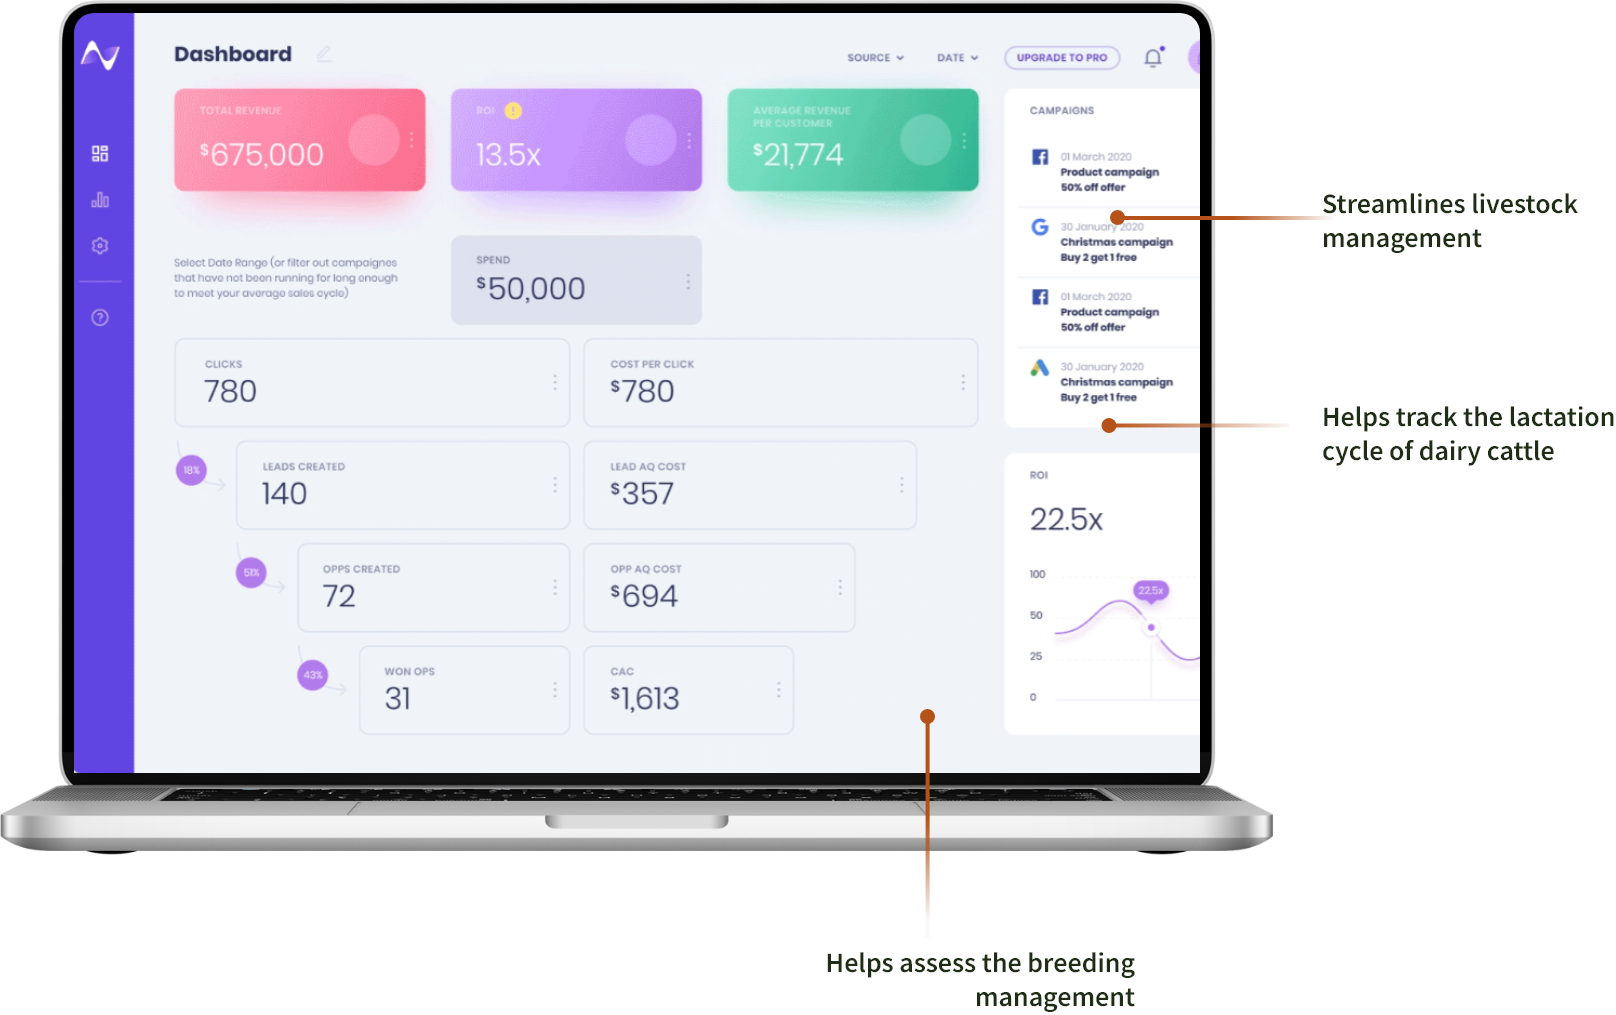 Dashboard
SOURCE
DATE
UPGRADE TO PRO
TOTAL REVENUE
$675,000
ROI !
13.5x
AVERAGE REVENUE
PER CUSTOMER
$21,774
Select Date Range (or filter out campaignes
that have not been running for long enough
to meet your average sales cycle)
SPEND
$50,000
CLICKS
780
COST PER CLICK
$780
18%
LEADS CREATED
140
LEAD AQ COST
$357
51%
OPPS CREATED
72
OPP AQ COST
$694
43%
WON OPS
31
CAC
$1,613
CAMPAIGNS
01 March 2020
Product campaign
50% off offer
30 January 2020
Christmas campaign
Buy 2 get 1 free
01 March 2020
Product campaign
50% off offer
30 January 2020
Christmas campaign
Buy 2 get 1 free
ROI
22.5x
100
50
25
0
22.5x
Streamlines livestock
management
Helps track the lactation
cycle of dairy cattle
Helps assess the breeding
management